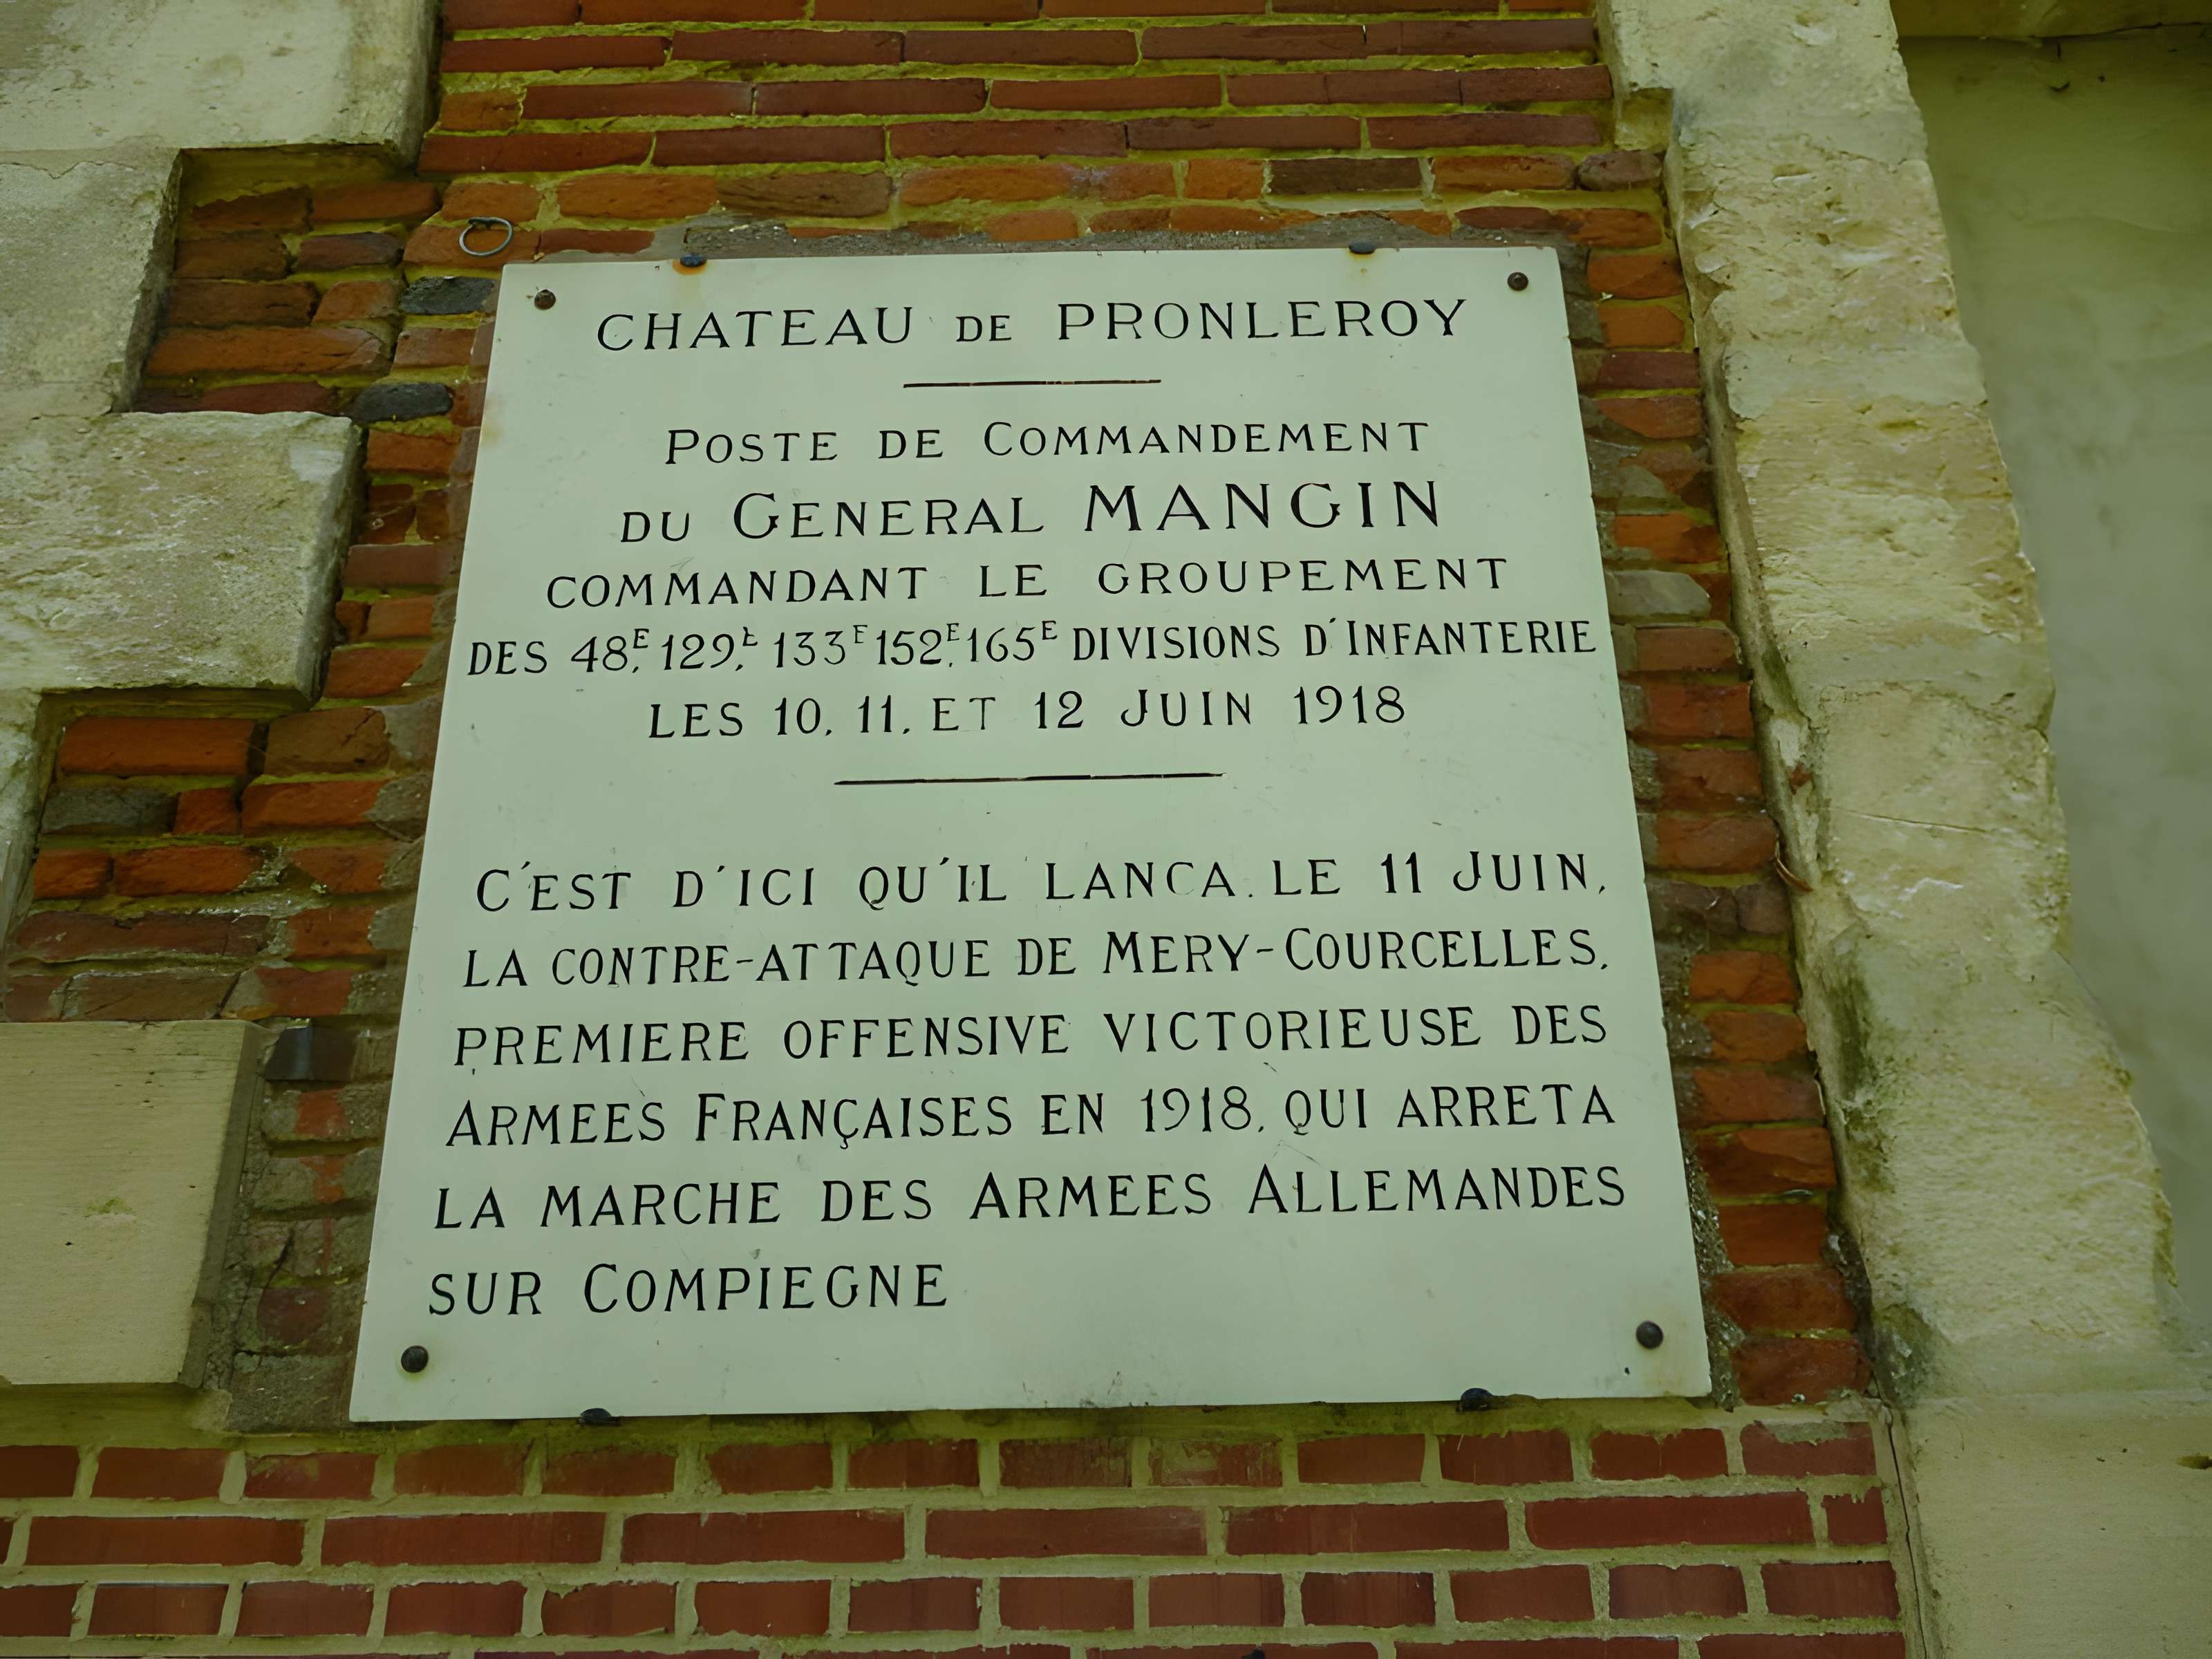 CHATEAU DE PRONLEROY
POSTE DE COMMANDEMENT
DU GENERAL MANGIN
COMMANDANT LE GROUPEMENT
DES 48E, 129,E 133E 152E, 165E DIVISIONS D'INFANTERIE
LES 10, 11, ET 12 JUIN 1918
C'EST D'ICI QU'IL LANCA. LE 11 JUIN,
LA CONTRE-ATTAQUE DE MERY-COURCELLES,
PREMIERE OFFENSIVE VICTORIEUSE DES
ARMEES FRANÇAISES EN 1918, QUI ARRETA
LA MARCHE DES ARMEES ALLEMANDES
SUR COMPIEGNE